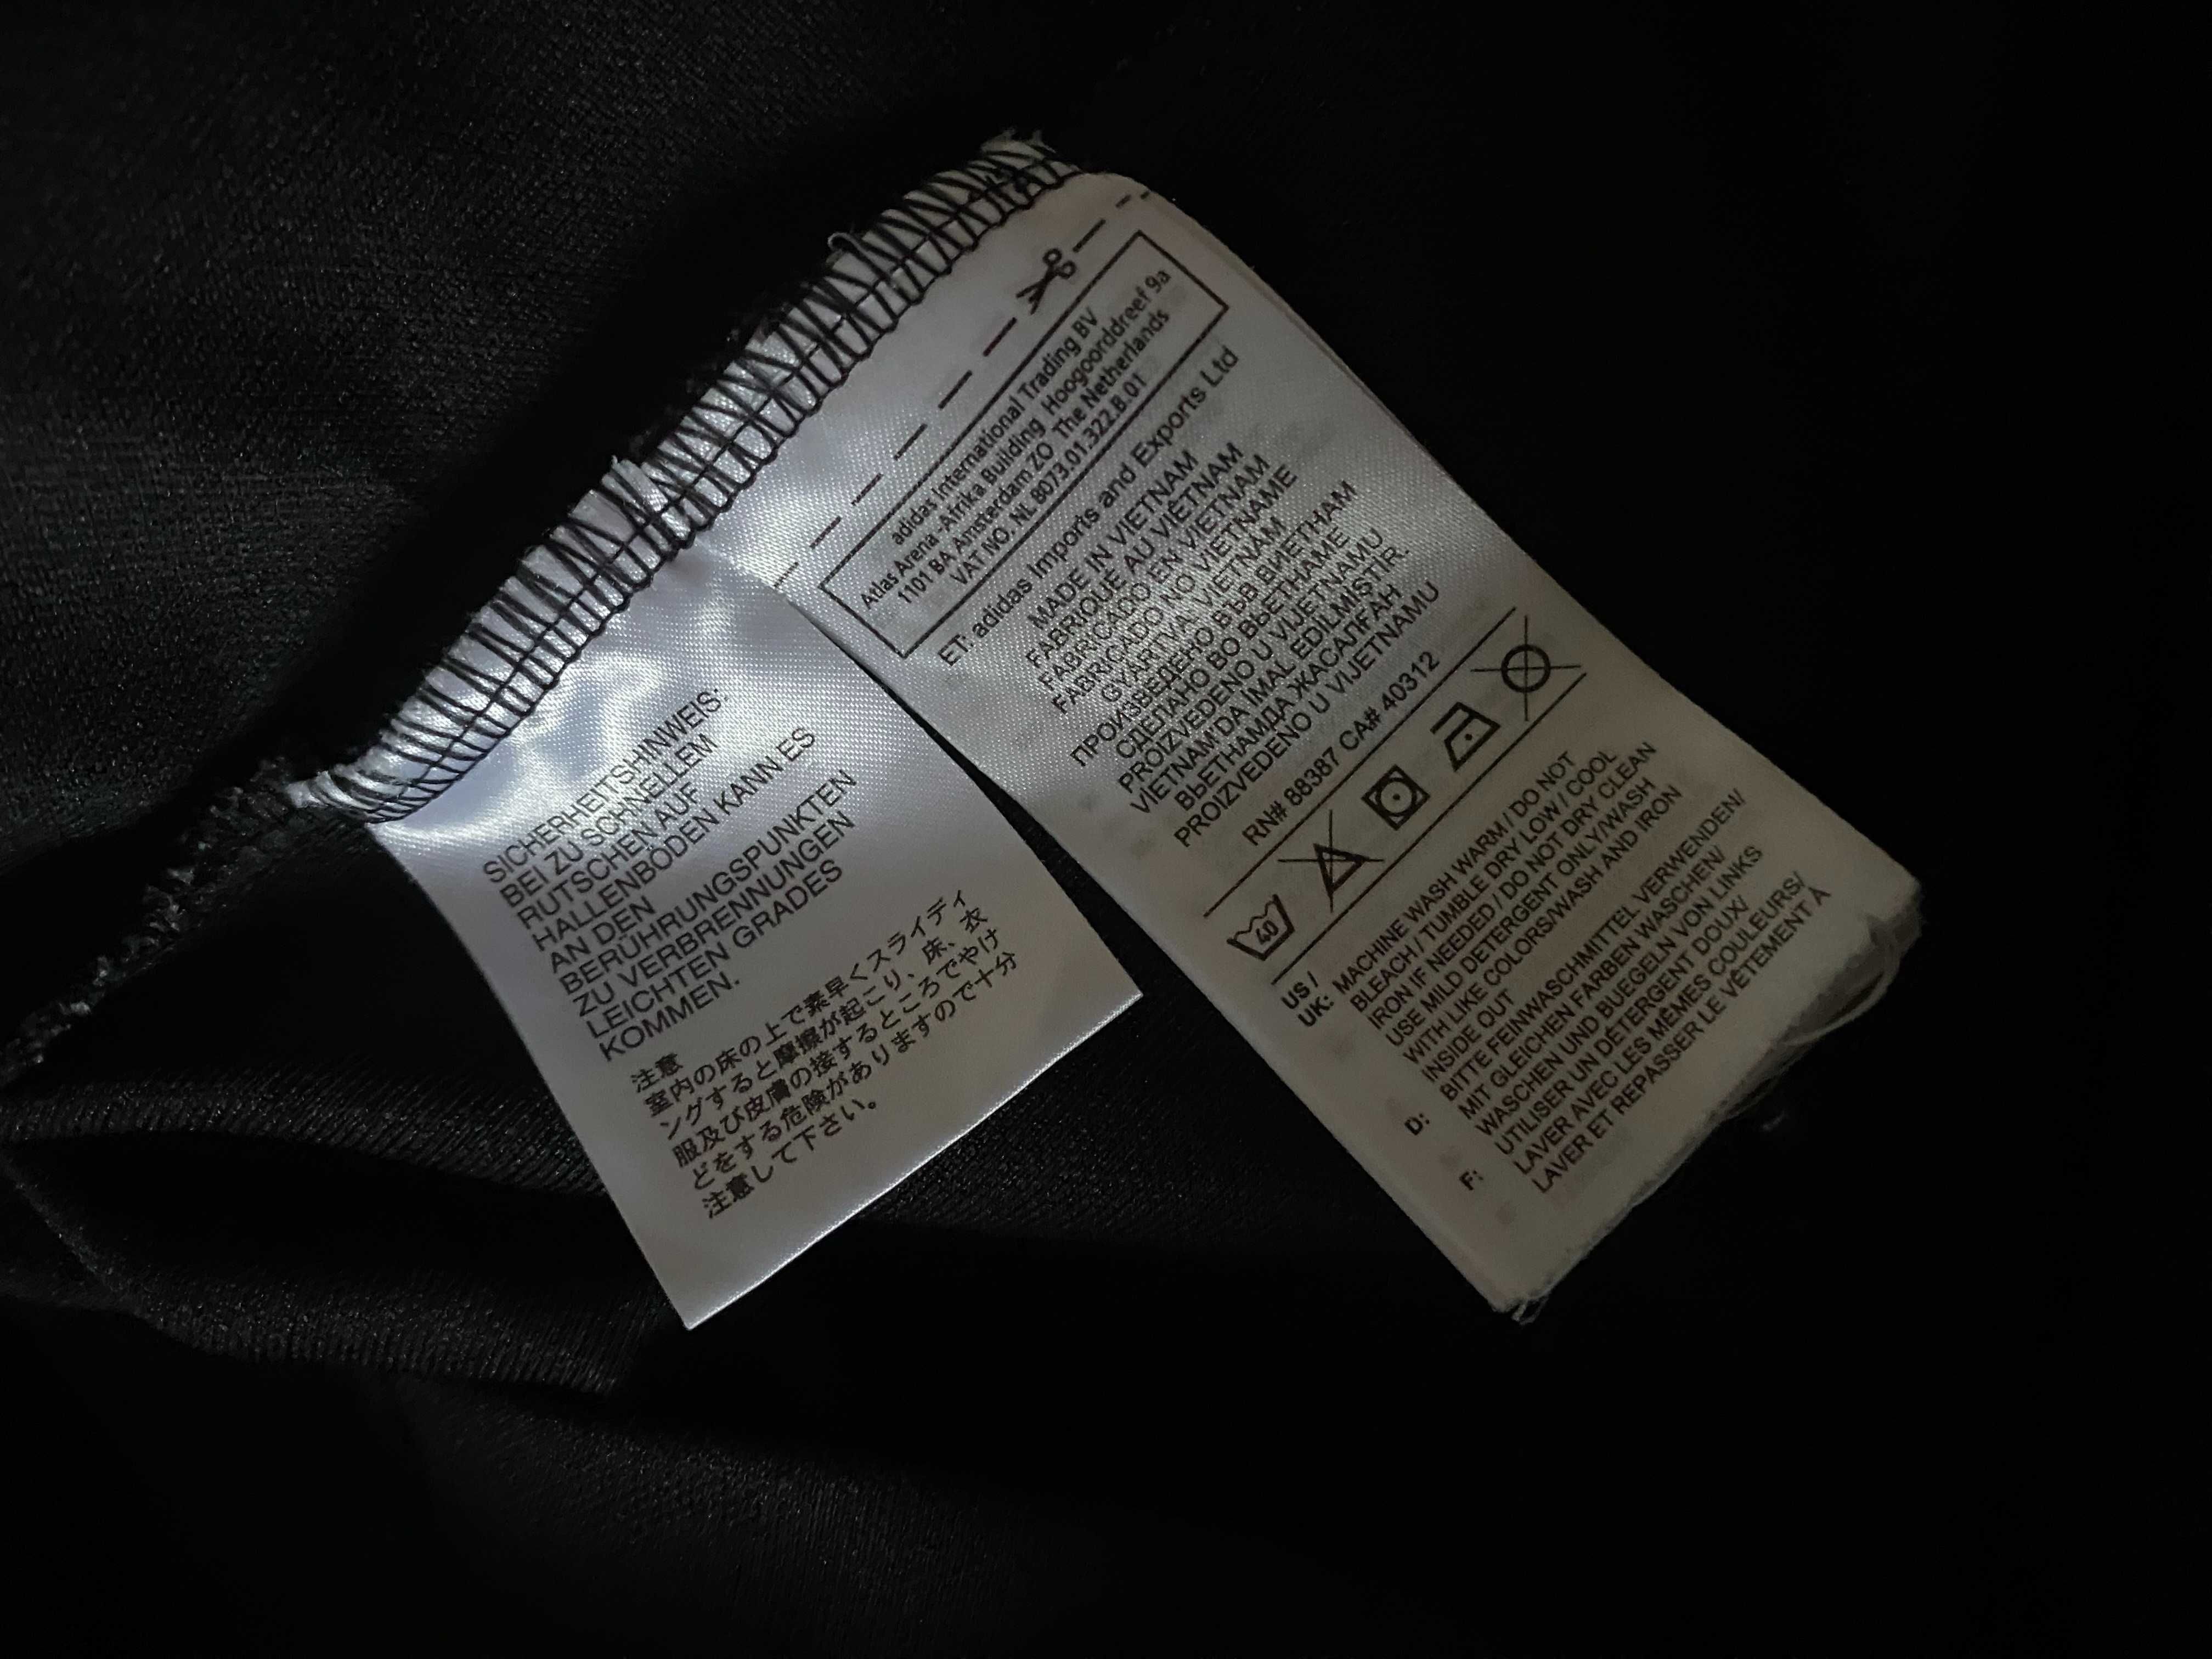 SICHERHEITSHINWEIS:
BEI ZU SCHNELLEM
RUTSCHEN AUF
HALLENBÖDEN KANN ES
AN DEN
BERÜHRUNGSPUNKTEN
ZU VERBRENNUNGEN
LEICHTEN GRADES
KOMMEN.
注意
室内の床の上で素早くスライディ
ングすると摩擦が起こり、床、衣
服及び皮膚の接するところでやけ
どをする危険がありますので十分
注意して下さい。
adidas International Trading BV
Atlas Arena -Afrika Building Hoogoorddreef 9a
1101 BA Amsterdam ZO The Netherlands
VAT NO. NL 8073.01.322.B.01
ET: adidas Imports and Exports Ltd
MADE IN VIETNAM
FABRIQUÉ AU VIÊTNAM
FABRICADO EN VIETNAM
FABRICADO NO VIETNAME
GYÁRTVA: VIETNÁM
ПРОИЗВЕДЕНО ВЪВ ВИЕТНАМ
СДЕЛАНО ВО ВЬЕТНАМЕ
PROIZVEDENO U VIJETNAMU
VİETNAM'DA İMAL EDİLMİŞTİR.
ВЬЕТНАМДА ЖАСАЛҒАН
PROIZVEDENO U VIJETNAMU
RN# 88387 CA# 40312
40
US / UK: MACHINE WASH WARM / DO NOT
BLEACH / TUMBLE DRY LOW / COOL
IRON IF NEEDED / DO NOT DRY CLEAN
USE MILD DETERGENT ONLY/WASH
WITH LIKE COLORS/WASH AND IRON
INSIDE OUT
D: BITTE FEINWASCHMITTEL VERWENDEN/
MIT GLEICHEN FARBEN WASCHEN/
WASCHEN UND BUEGELN VON LINKS
F: UTILISER UN DÉTERGENT DOUX/
LAVER AVEC LES MÊMES COULEURS/
LAVER ET REPASSER LE VÊTEMENT À